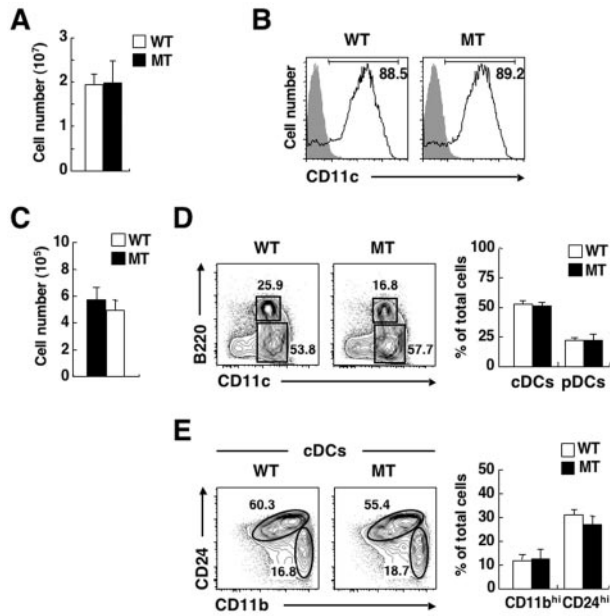 A
WT
MT
Cell number (10⁷)
3
2
1
0
B
WT
MT
Cell number
88.5
89.2
CD11c
C
WT
MT
Cell number (10⁵)
10
8
6
4
2
0
D
WT
MT
B220
25.9
53.8
16.8
57.7
CD11c
WT
MT
% of total cells
100
75
50
25
0
cDCs pDCs
E
cDCs
WT
MT
CD24
60.3
16.8
55.4
18.7
CD11b
WT
MT
% of total cells
50
40
30
20
10
0
CD11bʰⁱ CD24ʰⁱ